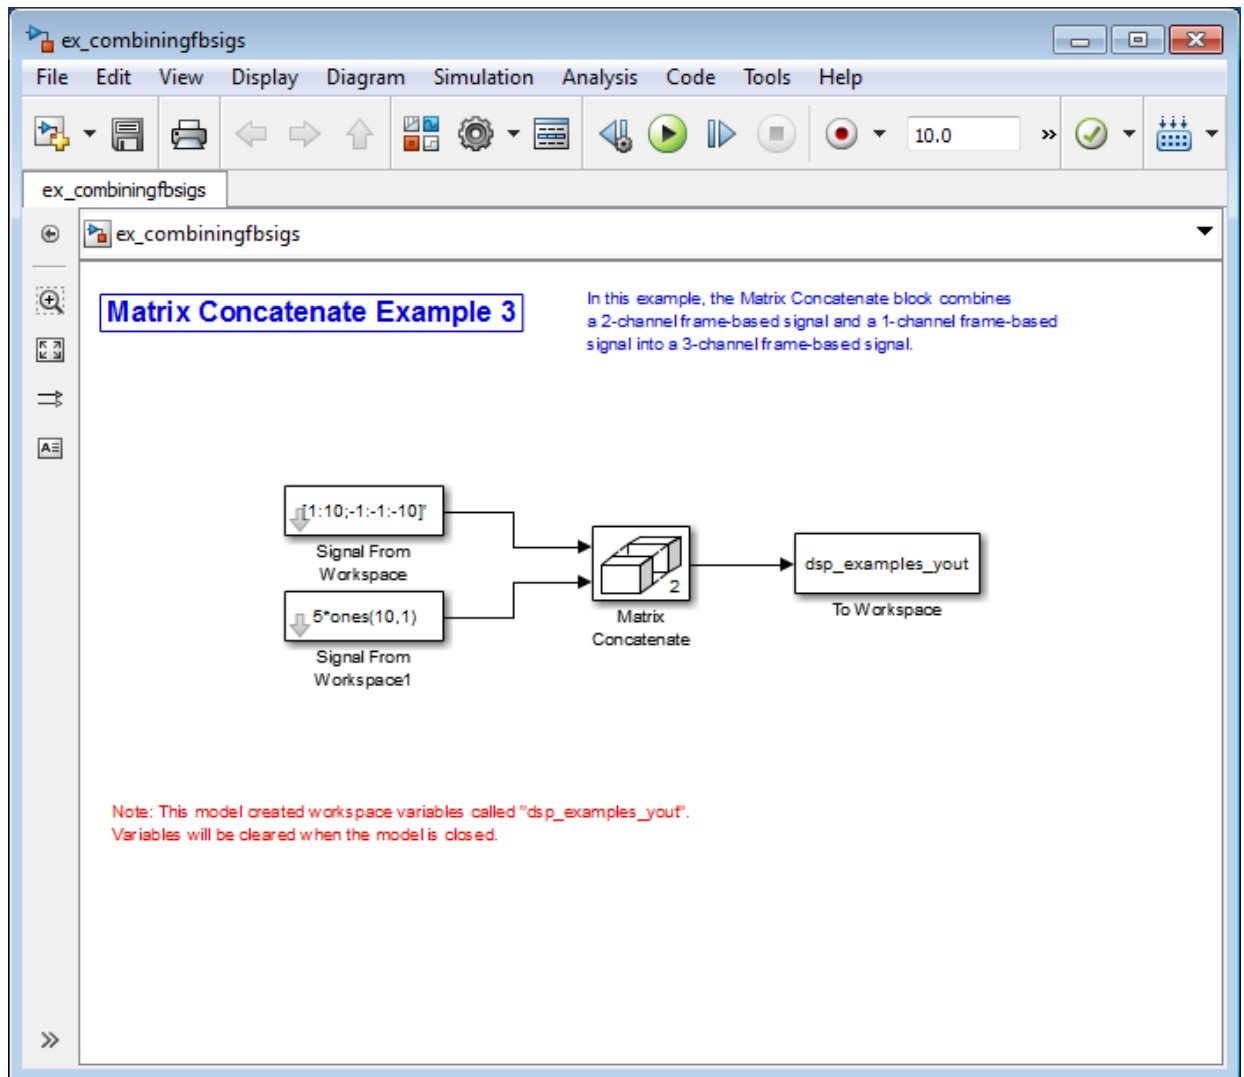 ex_combiningfbsigs
File Edit View Display Diagram Simulation Analysis Code Tools Help
10.0
ex_combiningfbsigs
ex_combiningfbsigs
Matrix Concatenate Example 3
In this example, the Matrix Concatenate block combines
a 2-channel frame-based signal and a 1-channel frame-based
signal into a 3-channel frame-based signal.
[1:10;-1:-1:-10]'
Signal From
Workspace
5*ones(10,1)
Signal From
Workspace1
2
Matrix
Concatenate
dsp_examples_yout
To Workspace
Note: This model created workspace variables called "dsp_examples_yout".
Variables will be cleared when the model is closed.